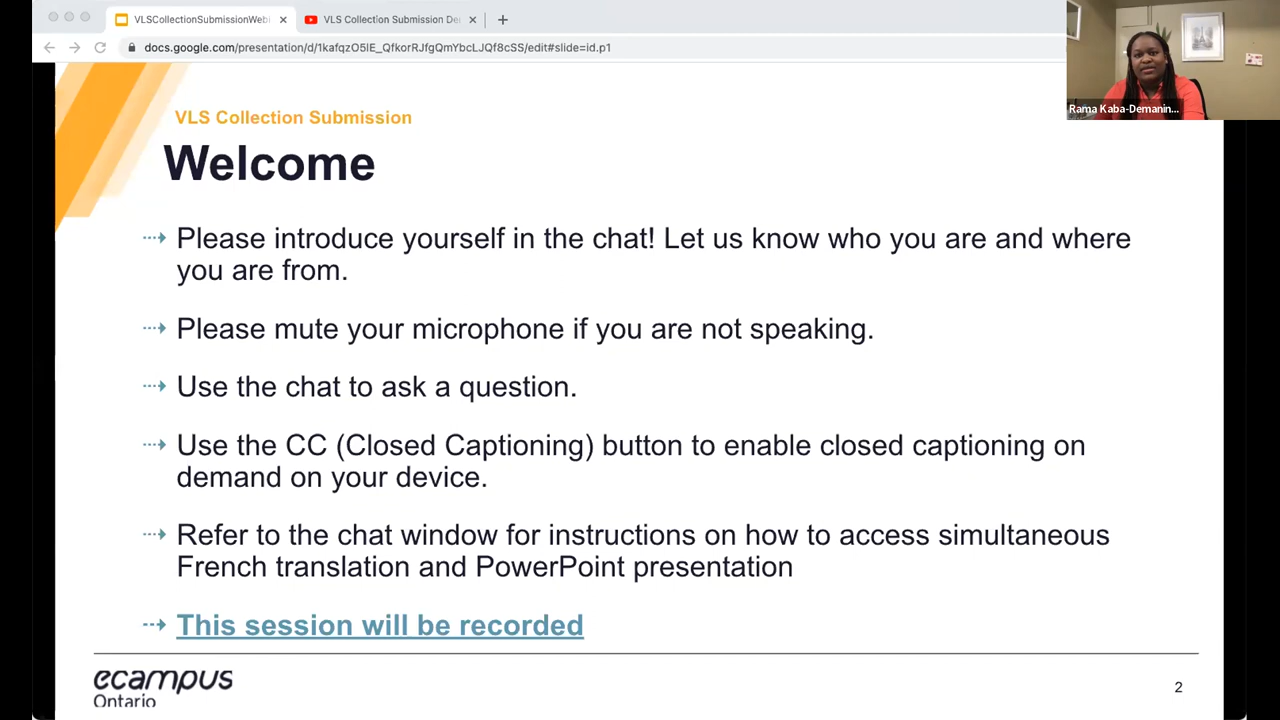 VLSCollectionSubmissionWebi
VLS Collection Submission De
docs.google.com/presentation/d/1kafqzO5IE_QfkorRJfgQmYbcLJQf8cSS/edit#slide=id.p1
Rama Kaba-Demanin...
VLS Collection Submission
Welcome
Please introduce yourself in the chat! Let us know who you are and where
you are from.
Please mute your microphone if you are not speaking.
Use the chat to ask a question.
Use the CC (Closed Captioning) button to enable closed captioning on
demand on your device.
Refer to the chat window for instructions on how to access simultaneous
French translation and PowerPoint presentation
This session will be recorded
ecampus
Ontario
2